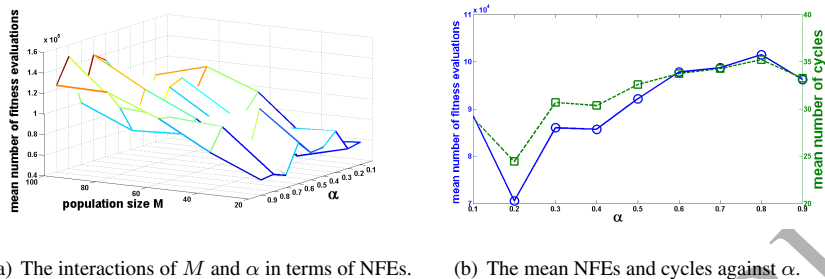 x 10^5
1.6
1.4
1.2
1
0.8
0.6
0.4
mean number of fitness evaluations
100
80
60
40
20
population size M
0.9 0.8 0.7 0.6 0.5 0.4 0.3 0.2 0.1
α
) The interactions of M and α in terms of NFEs.
x 10^4
11
10
9
8
7
mean number of fitness evaluations
40
35
30
25
20
mean number of cycles
0.1 0.2 0.3 0.4 0.5 0.6 0.7 0.8 0.9
α
(b) The mean NFEs and cycles against α.